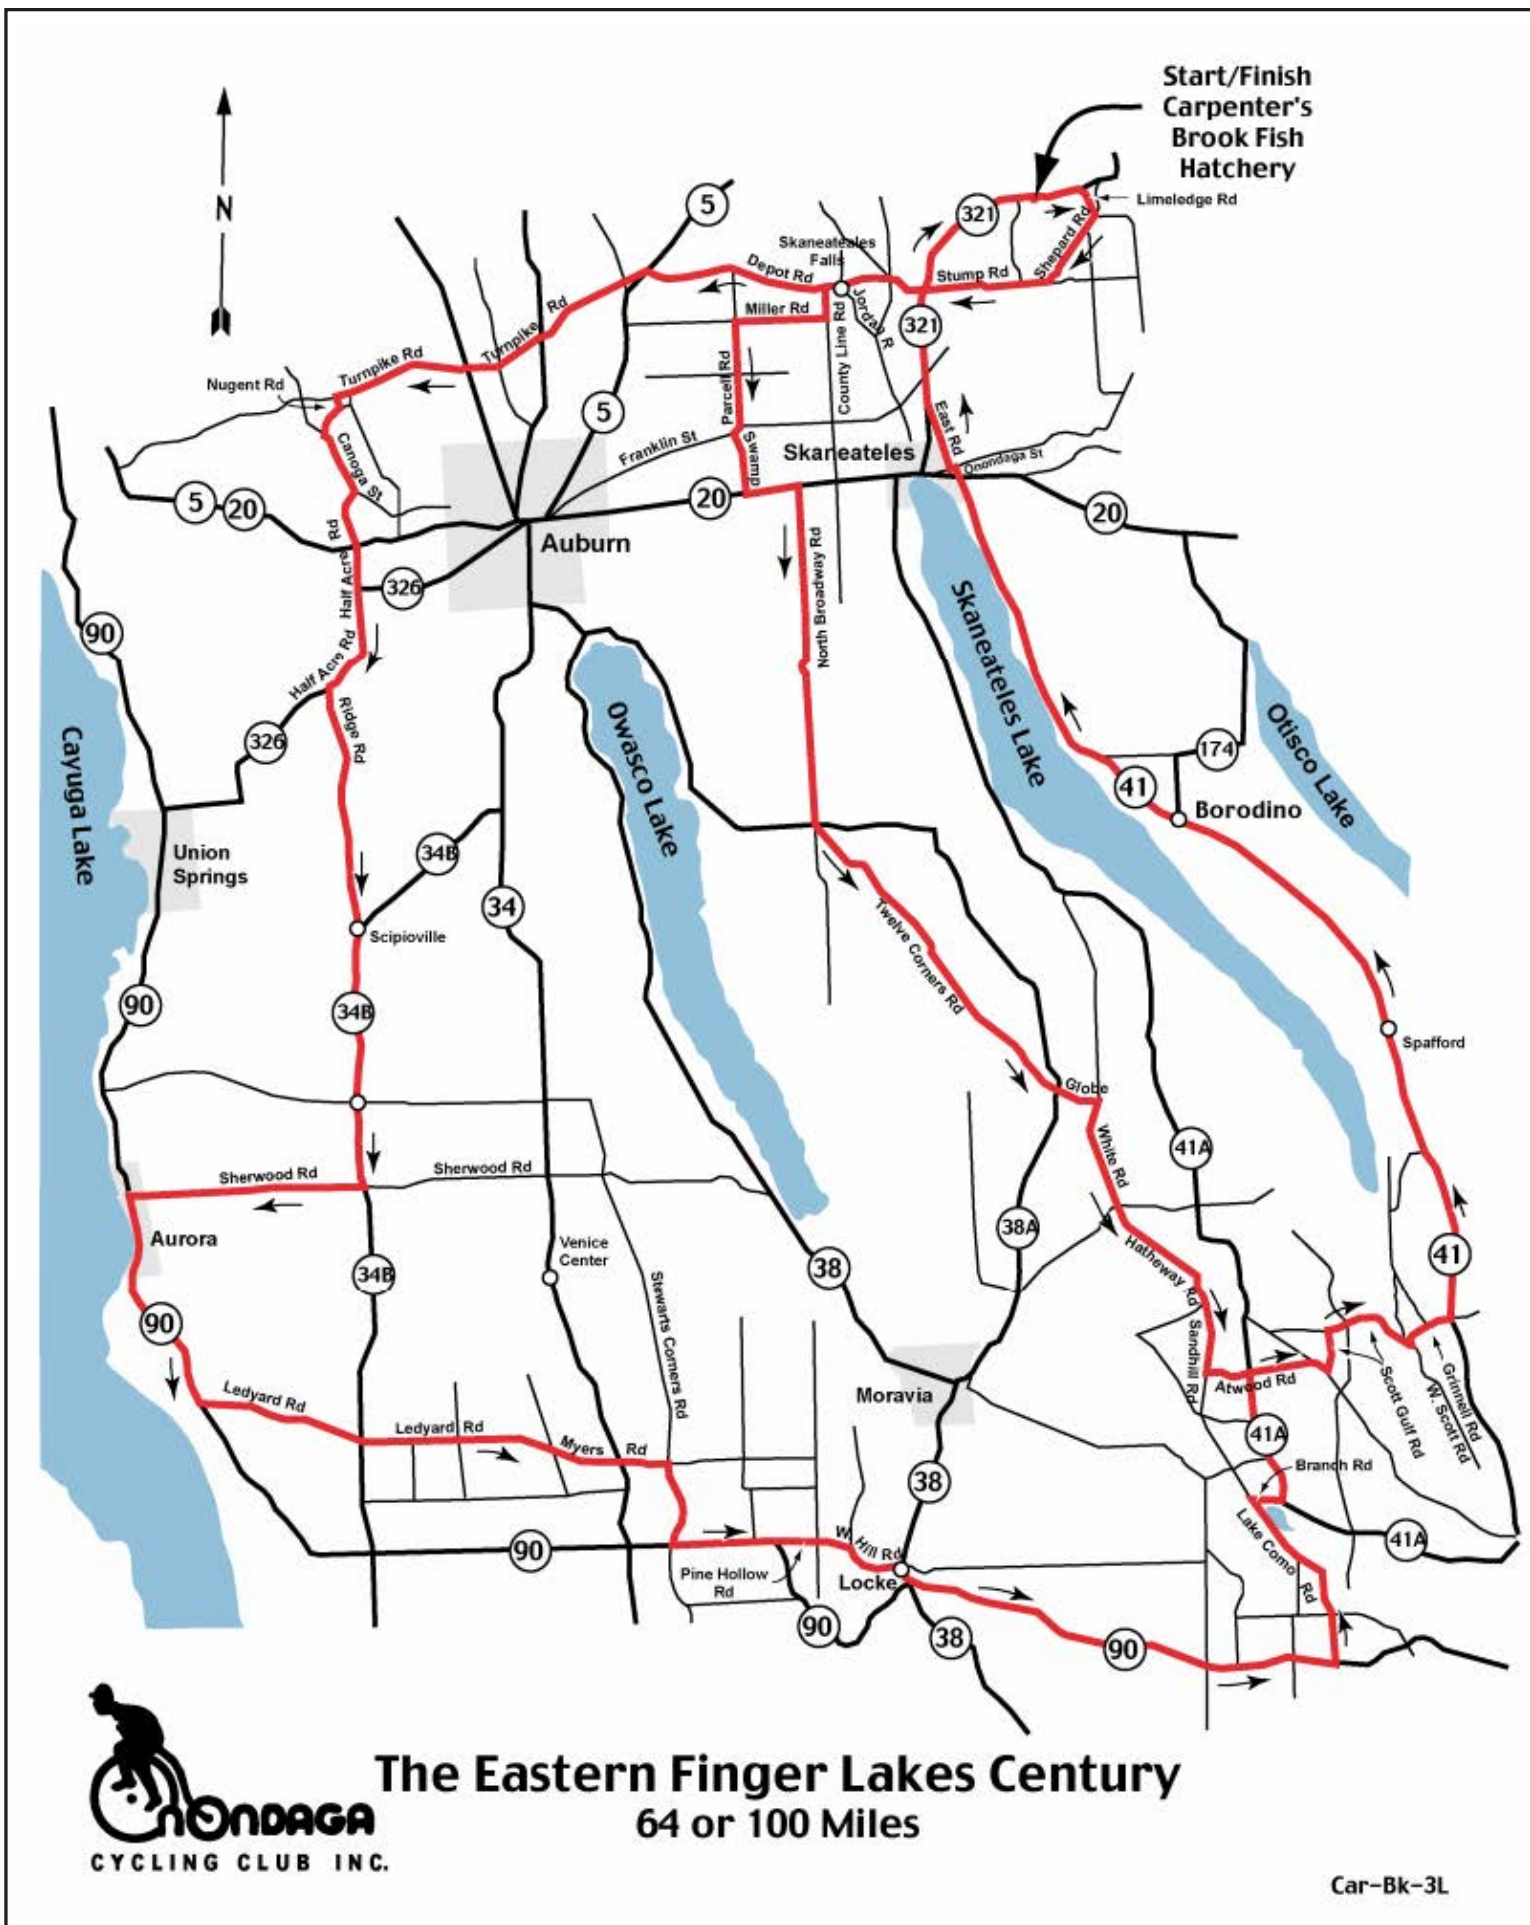 Start/Finish
Carpenter's
Brook Fish
Hatchery
N
5
321
Limeledge Rd
Shepard Rd
Skaneateales
Falls
Depot Rd
Stump Rd
Miller Rd
Jordan R
County Line Rd
321
Turnpike Rd
Turnpike Rd
Nugent Rd
Parcell Rd
5
East Rd
Canoga St
Franklin St
Swamp
Skaneateles
Onondaga St
5
20
20
20
Auburn
Half Acre Rd
326
North Broadway Rd
90
Half Acre Rd
Skaneateles Lake
Ridge Rd
326
Owasco Lake
Otisco Lake
Cayuga Lake
174
41
Borodino
Union
Springs
34B
34
Scipioville
Twelve Corners Rd
90
34B
Spafford
Globe
White Rd
41A
Sherwood Rd
Sherwood Rd
Aurora
38A
Venice
Center
34B
38
Hatheway Rd
41
Stewarts Corners Rd
90
Sandhill Rd
Moravia
Atwood Rd
Scott Gulf Rd
Grinnell Rd
W. Scott Rd
Ledyard Rd
Ledyard Rd
Myers Rd
41A
Branch Rd
38
Lake Como Rd
41A
90
W. Hill Rd
Pine Hollow
Rd
Locke
90
38
90
The Eastern Finger Lakes Century
64 or 100 Miles
OnOnDAGA
CYCLING CLUB INC.
Car-Bk-3L